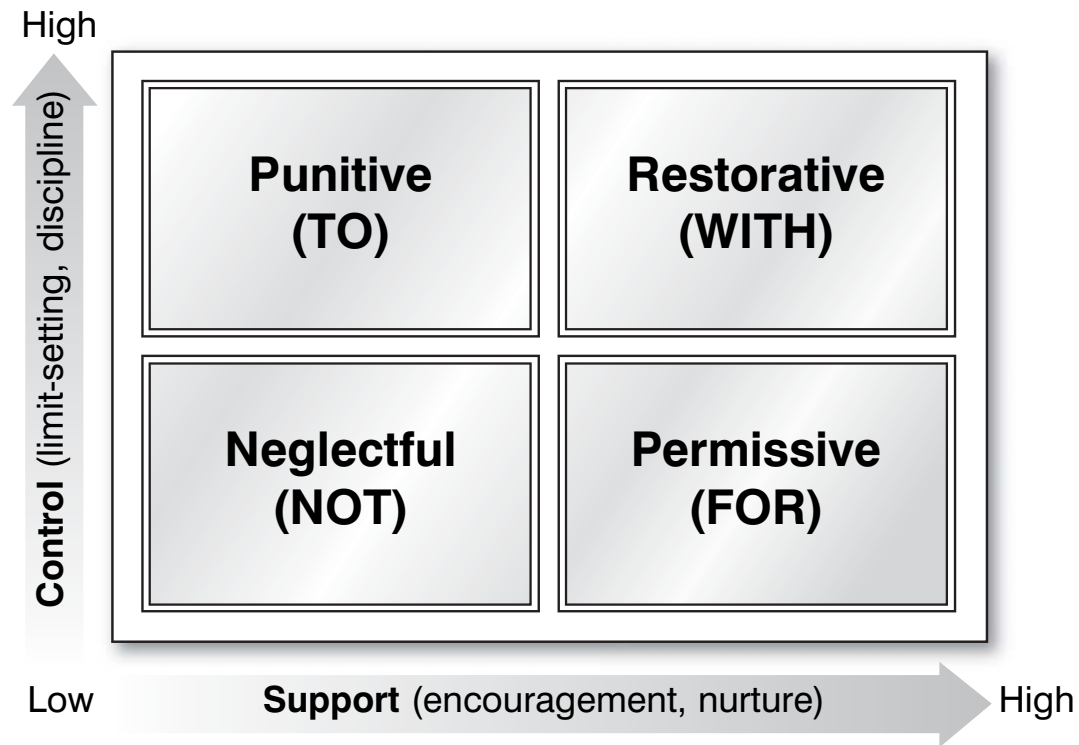 High
Control (limit-setting, discipline)
Punitive
(TO)
Restorative
(WITH)
Neglectful
(NOT)
Permissive
(FOR)
Low
Support (encouragement, nurture)
High